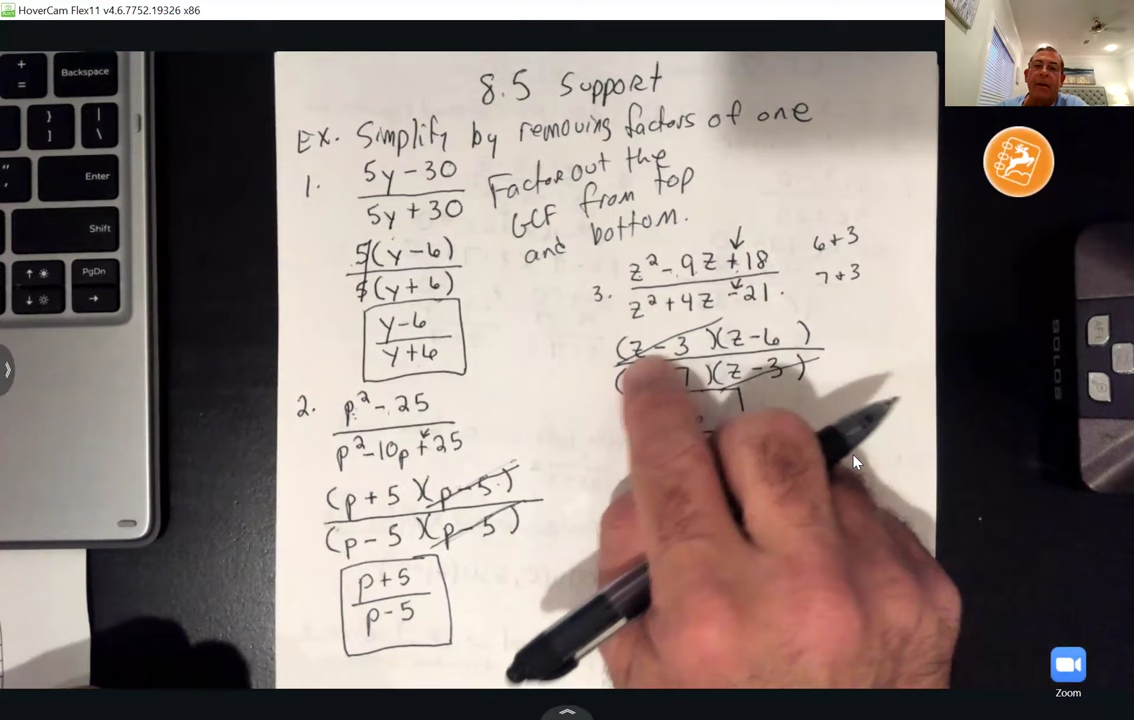 HoverCam Flex11 v4.6.7752.19326 x86
8.5 Support
EX. Simplify by removing factors of one
1. 5y - 30
5y + 30
Factor out the
GCF from top
and bottom.
5(y - 6)
5(y + 6)
y - 6
y + 6
2. p² - 25
p² - 10p + 25
(p + 5)(p - 5)
(p - 5)(p - 5)
p + 5
p - 5
3. z² - 9z + 18
z² + 4z - 21
6 + 3
7 + 3
(z - 3)(z - 6)
7)(z - 3)
+
=
Backspace
}
]
|
\
"
'
Enter
?
/
Shift
PgDn
SOLO
Zoom